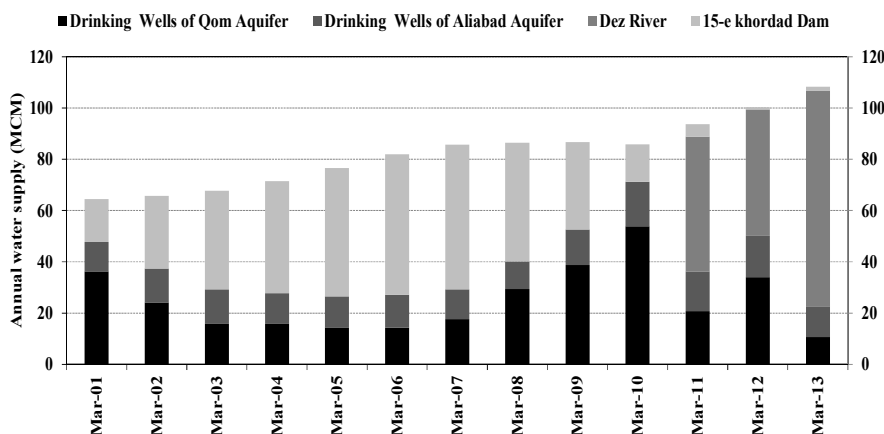 Drinking Wells of Qom Aquifer Drinking Wells of Aliabad Aquifer Dez River 15-e khordad Dam
120 120
100 100
80 80
60 60
40 40
20 20
0 0
Annual water supply (MCM)
Mar-01 Mar-02 Mar-03 Mar-04 Mar-05 Mar-06 Mar-07 Mar-08 Mar-09 Mar-10 Mar-11 Mar-12 Mar-13